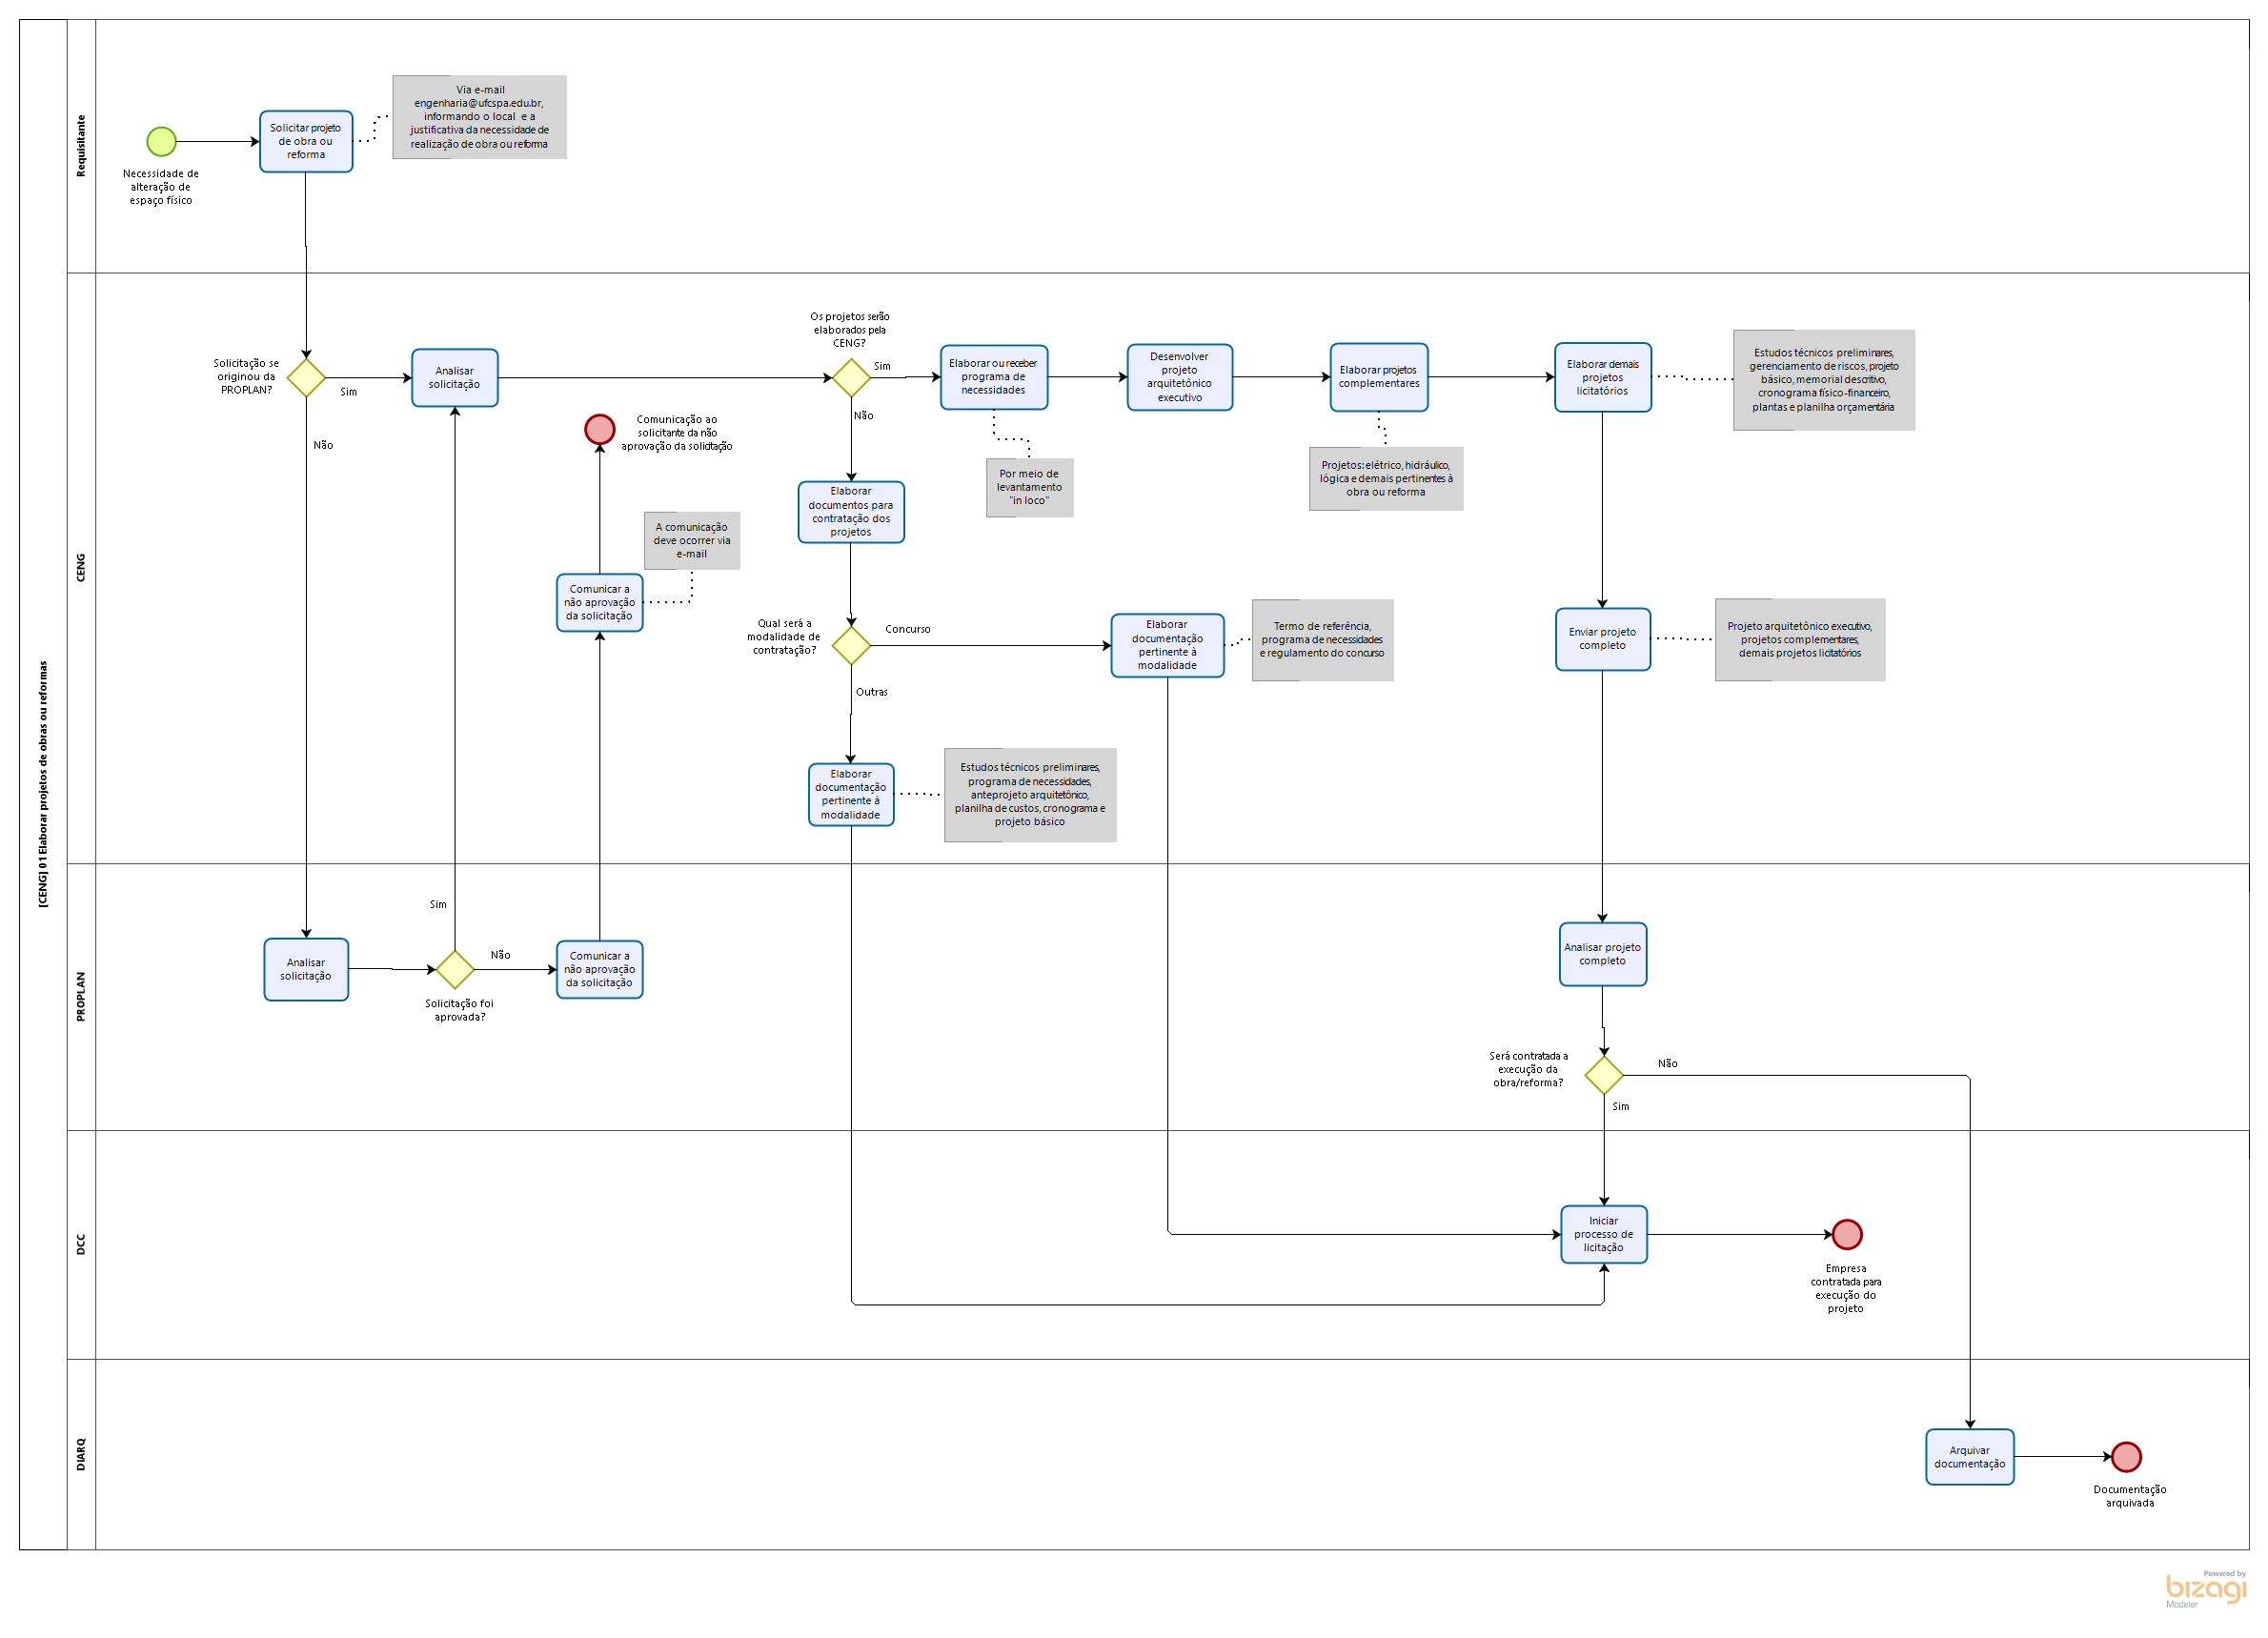 [CENG] 01 Elaborar projetos de obras ou reformas
Requisitante
Necessidade de
alteração de
espaço físico
Solicitar projeto
de obra ou
reforma
Via e-mail
engenharia@ufcspa.edu.br,
informando o local e a
justificativa da necessidade de
realização de obra ou reforma
CENG
Solicitação se
originou da
PROPLAN?
Sim
Não
Analisar
solicitação
Comunicação ao
solicitante da não
aprovação da solicitação
A comunicação
deve ocorrer via
e-mail
Comunicar a
não aprovação
da solicitação
Os projetos serão
elaborados pela
CENG?
Sim
Não
Elaborar ou receber
programa de
necessidades
Por meio de
levantamento
"in loco"
Desenvolver
projeto
arquitetônico
executivo
Elaborar projetos
complementares
Projetos: elétrico, hidráulico,
lógica e demais pertinentes à
obra ou reforma
Elaborar demais
projetos
licitatórios
Estudos técnicos preliminares,
gerenciamento de riscos, projeto
básico, memorial descritivo,
cronograma físico-financeiro,
plantas e planilha orçamentária
Elaborar
documentos para
contratação dos
projetos
Qual será a
modalidade de
contratação?
Concurso
Outras
Elaborar
documentação
pertinente à
modalidade
Termo de referência,
programa de necessidades
e regulamento do concurso
Enviar projeto
completo
Projeto arquitetônico executivo,
projetos complementares,
demais projetos licitatórios
Elaborar
documentação
pertinente à
modalidade
Estudos técnicos preliminares,
programa de necessidades,
anteprojeto arquitetônico,
planilha de custos, cronograma e
projeto básico
PROPLAN
Analisar
solicitação
Sim
Não
Solicitação foi
aprovada?
Comunicar a
não aprovação
da solicitação
Analisar projeto
completo
Será contratada a
execução da
obra/reforma?
Não
Sim
DCC
Iniciar
processo de
licitação
Empresa
contratada para
execução do
projeto
DIARQ
Arquivar
documentação
Documentação
arquivada
Powered by
bizagi
Modeler